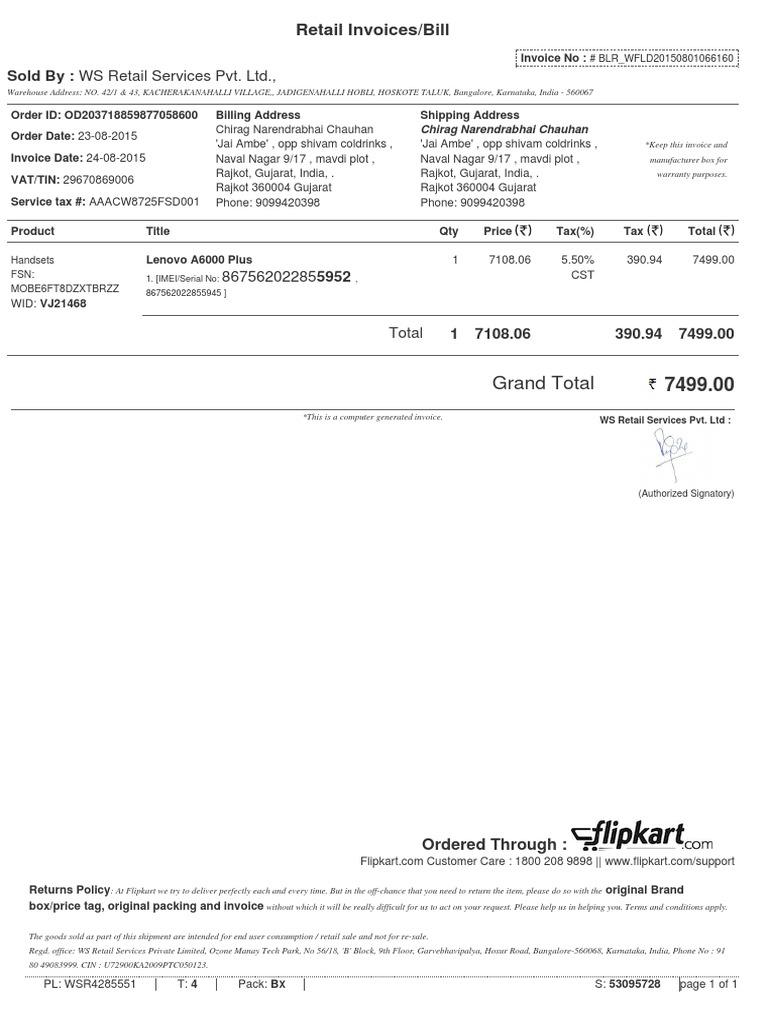 Retail Invoices/Bill
Invoice No : # BLR_WFLD20150801066160
Sold By : WS Retail Services Pvt. Ltd.,
Warehouse Address: NO. 42/1 & 43, KACHERAKANAHALLI VILLAGE,, JADIGENAHALLI HOBLI, HOSKOTE TALUK, Bangalore, Karnataka, India - 560067
Order ID: OD203718859877058600
Order Date: 23-08-2015
Invoice Date: 24-08-2015
VAT/TIN: 29670869006
Service tax #: AAACW8725FSD001
Billing Address
Chirag Narendrabhai Chauhan
'Jai Ambe' , opp shivam coldrinks ,
Naval Nagar 9/17 , mavdi plot ,
Rajkot, Gujarat, India, .
Rajkot 360004 Gujarat
Phone: 9099420398
Shipping Address
Chirag Narendrabhai Chauhan
'Jai Ambe' , opp shivam coldrinks ,
Naval Nagar 9/17 , mavdi plot ,
Rajkot, Gujarat, India, .
Rajkot 360004 Gujarat
Phone: 9099420398
*Keep this invoice and
manufacturer box for
warranty purposes.
Product Title Qty Price (₹) Tax(%) Tax (₹) Total (₹)
Handsets
FSN:
MOBE6FT8DZXTBRZZ
WID: VJ21468
Lenovo A6000 Plus
1. [IMEI/Serial No: 867562022855952 ,
867562022855945 ]
1 7108.06 5.50% 390.94 7499.00
CST
Total 1 7108.06 390.94 7499.00
Grand Total ₹ 7499.00
*This is a computer generated invoice.
WS Retail Services Pvt. Ltd :
(Authorized Signatory)
Ordered Through : flipkart.com
Flipkart.com Customer Care : 1800 208 9898 || www.flipkart.com/support
Returns Policy: At Flipkart we try to deliver perfectly each and every time. But in the off-chance that you need to return the item, please do so with the original Brand
box/price tag, original packing and invoice without which it will be really difficult for us to act on your request. Please help us in helping you. Terms and conditions apply.
The goods sold as part of this shipment are intended for end user consumption / retail sale and not for re-sale.
Regd. office: WS Retail Services Private Limited, Ozone Manay Tech Park, No 56/18, 'B' Block, 9th Floor, Garvebhavipalya, Hosur Road, Bangalore-560068, Karnataka, India, Phone No : 91
80 49083999. CIN : U72900KA2009PTC050123.
PL: WSR4285551 | T: 4 | Pack: Bx | S: 53095728 |page 1 of 1